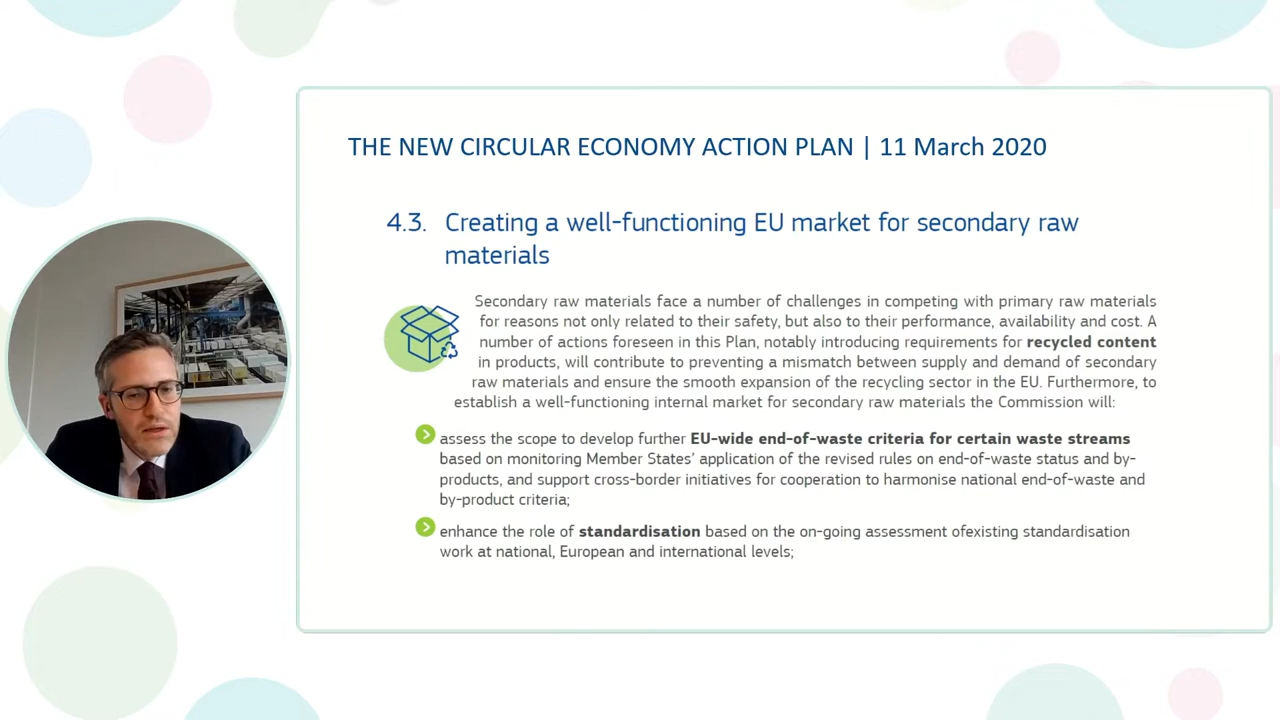 THE NEW CIRCULAR ECONOMY ACTION PLAN | 11 March 2020
4.3. Creating a well-functioning EU market for secondary raw
materials
Secondary raw materials face a number of challenges in competing with primary raw materials
for reasons not only related to their safety, but also to their performance, availability and cost. A
number of actions foreseen in this Plan, notably introducing requirements for recycled content
in products, will contribute to preventing a mismatch between supply and demand of secondary
raw materials and ensure the smooth expansion of the recycling sector in the EU. Furthermore, to
establish a well-functioning internal market for secondary raw materials the Commission will:
assess the scope to develop further EU-wide end-of-waste criteria for certain waste streams
based on monitoring Member States’ application of the revised rules on end-of-waste status and by-
products, and support cross-border initiatives for cooperation to harmonise national end-of-waste and
by-product criteria;
enhance the role of standardisation based on the on-going assessment ofexisting standardisation
work at national, European and international levels;